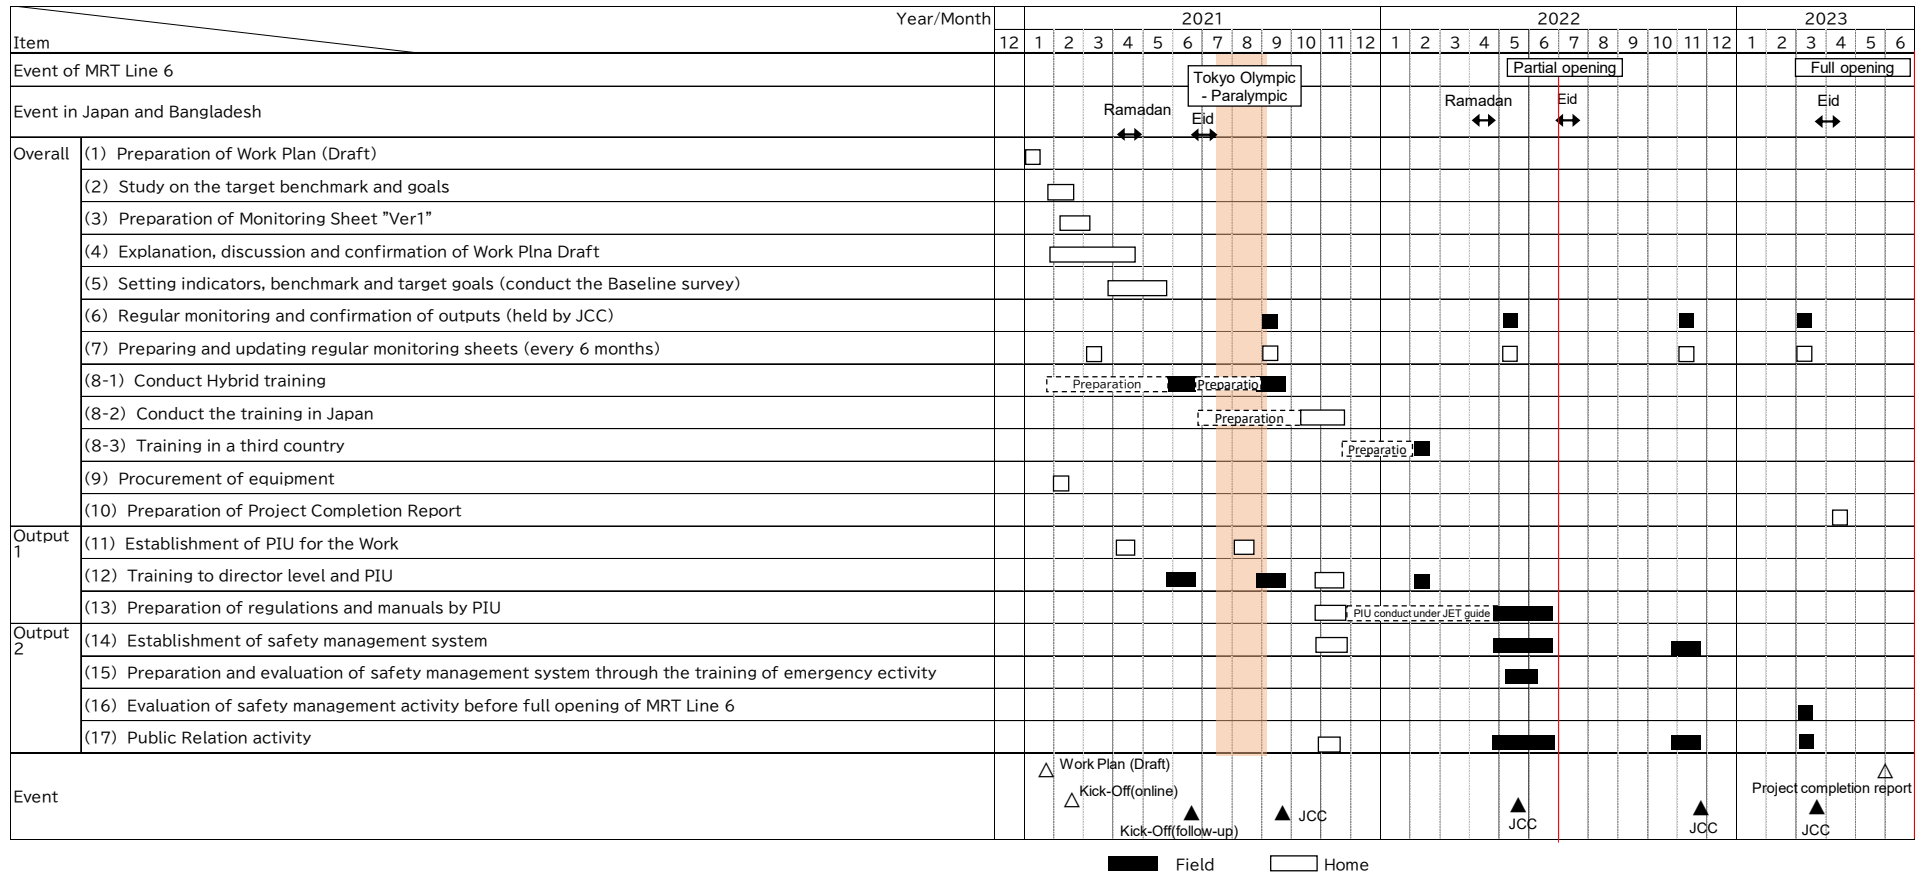 Year/Month 2021 2022 2023
Item 12 1 2 3 4 5 6 7 8 9 10 11 12 1 2 3 4 5 6 7 8 9 10 11 12 1 2 3 4 5 6
Event of MRT Line 6 Partial opening Full opening
Tokyo Olympic
- Paralympic
Event in Japan and Bangladesh Ramadan Eid Ramadan Eid Eid
Overall (1) Preparation of Work Plan (Draft)
(2) Study on the target benchmark and goals
(3) Preparation of Monitoring Sheet ”Ver1”
(4) Explanation, discussion and confirmation of Work Plna Draft
(5) Setting indicators, benchmark and target goals (conduct the Baseline survey)
(6) Regular monitoring and confirmation of outputs (held by JCC)
(7) Preparing and updating regular monitoring sheets (every 6 months)
(8-1) Conduct Hybrid training Preparation Preparatio
(8-2) Conduct the training in Japan Preparation
(8-3) Training in a third country Preparatio
(9) Procurement of equipment
(10) Preparation of Project Completion Report
Output
1
(11) Establishment of PIU for the Work
(12) Training to director level and PIU
(13) Preparation of regulations and manuals by PIU PIU conduct under JET guide
Output
2
(14) Establishment of safety management system
(15) Preparation and evaluation of safety management system through the training of emergency ectivity
(16) Evaluation of safety management activity before full opening of MRT Line 6
(17) Public Relation activity
Event
Work Plan (Draft)
Kick-Off(online)
Kick-Off(follow-up)
JCC
JCC
JCC
Project completion report
JCC
Field Home